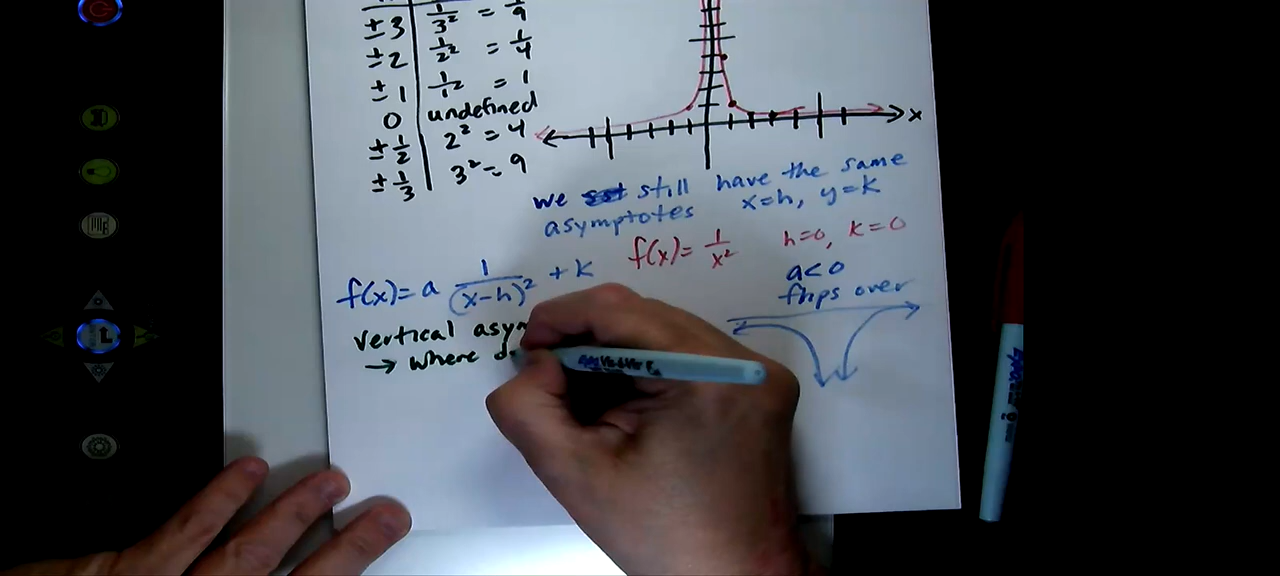 ±3 1/3² = 1/9
±2 1/2² = 1/4
±1 1/1² = 1
0 undefined
±1/2 2² = 4
±1/3 3² = 9
x
we still have the same
asymptotes x=h, y=k
f(x) = 1/x² h=0, k=0
a<0
flips over
f(x) = a 1/(x-h)² + k
vertical
→ where